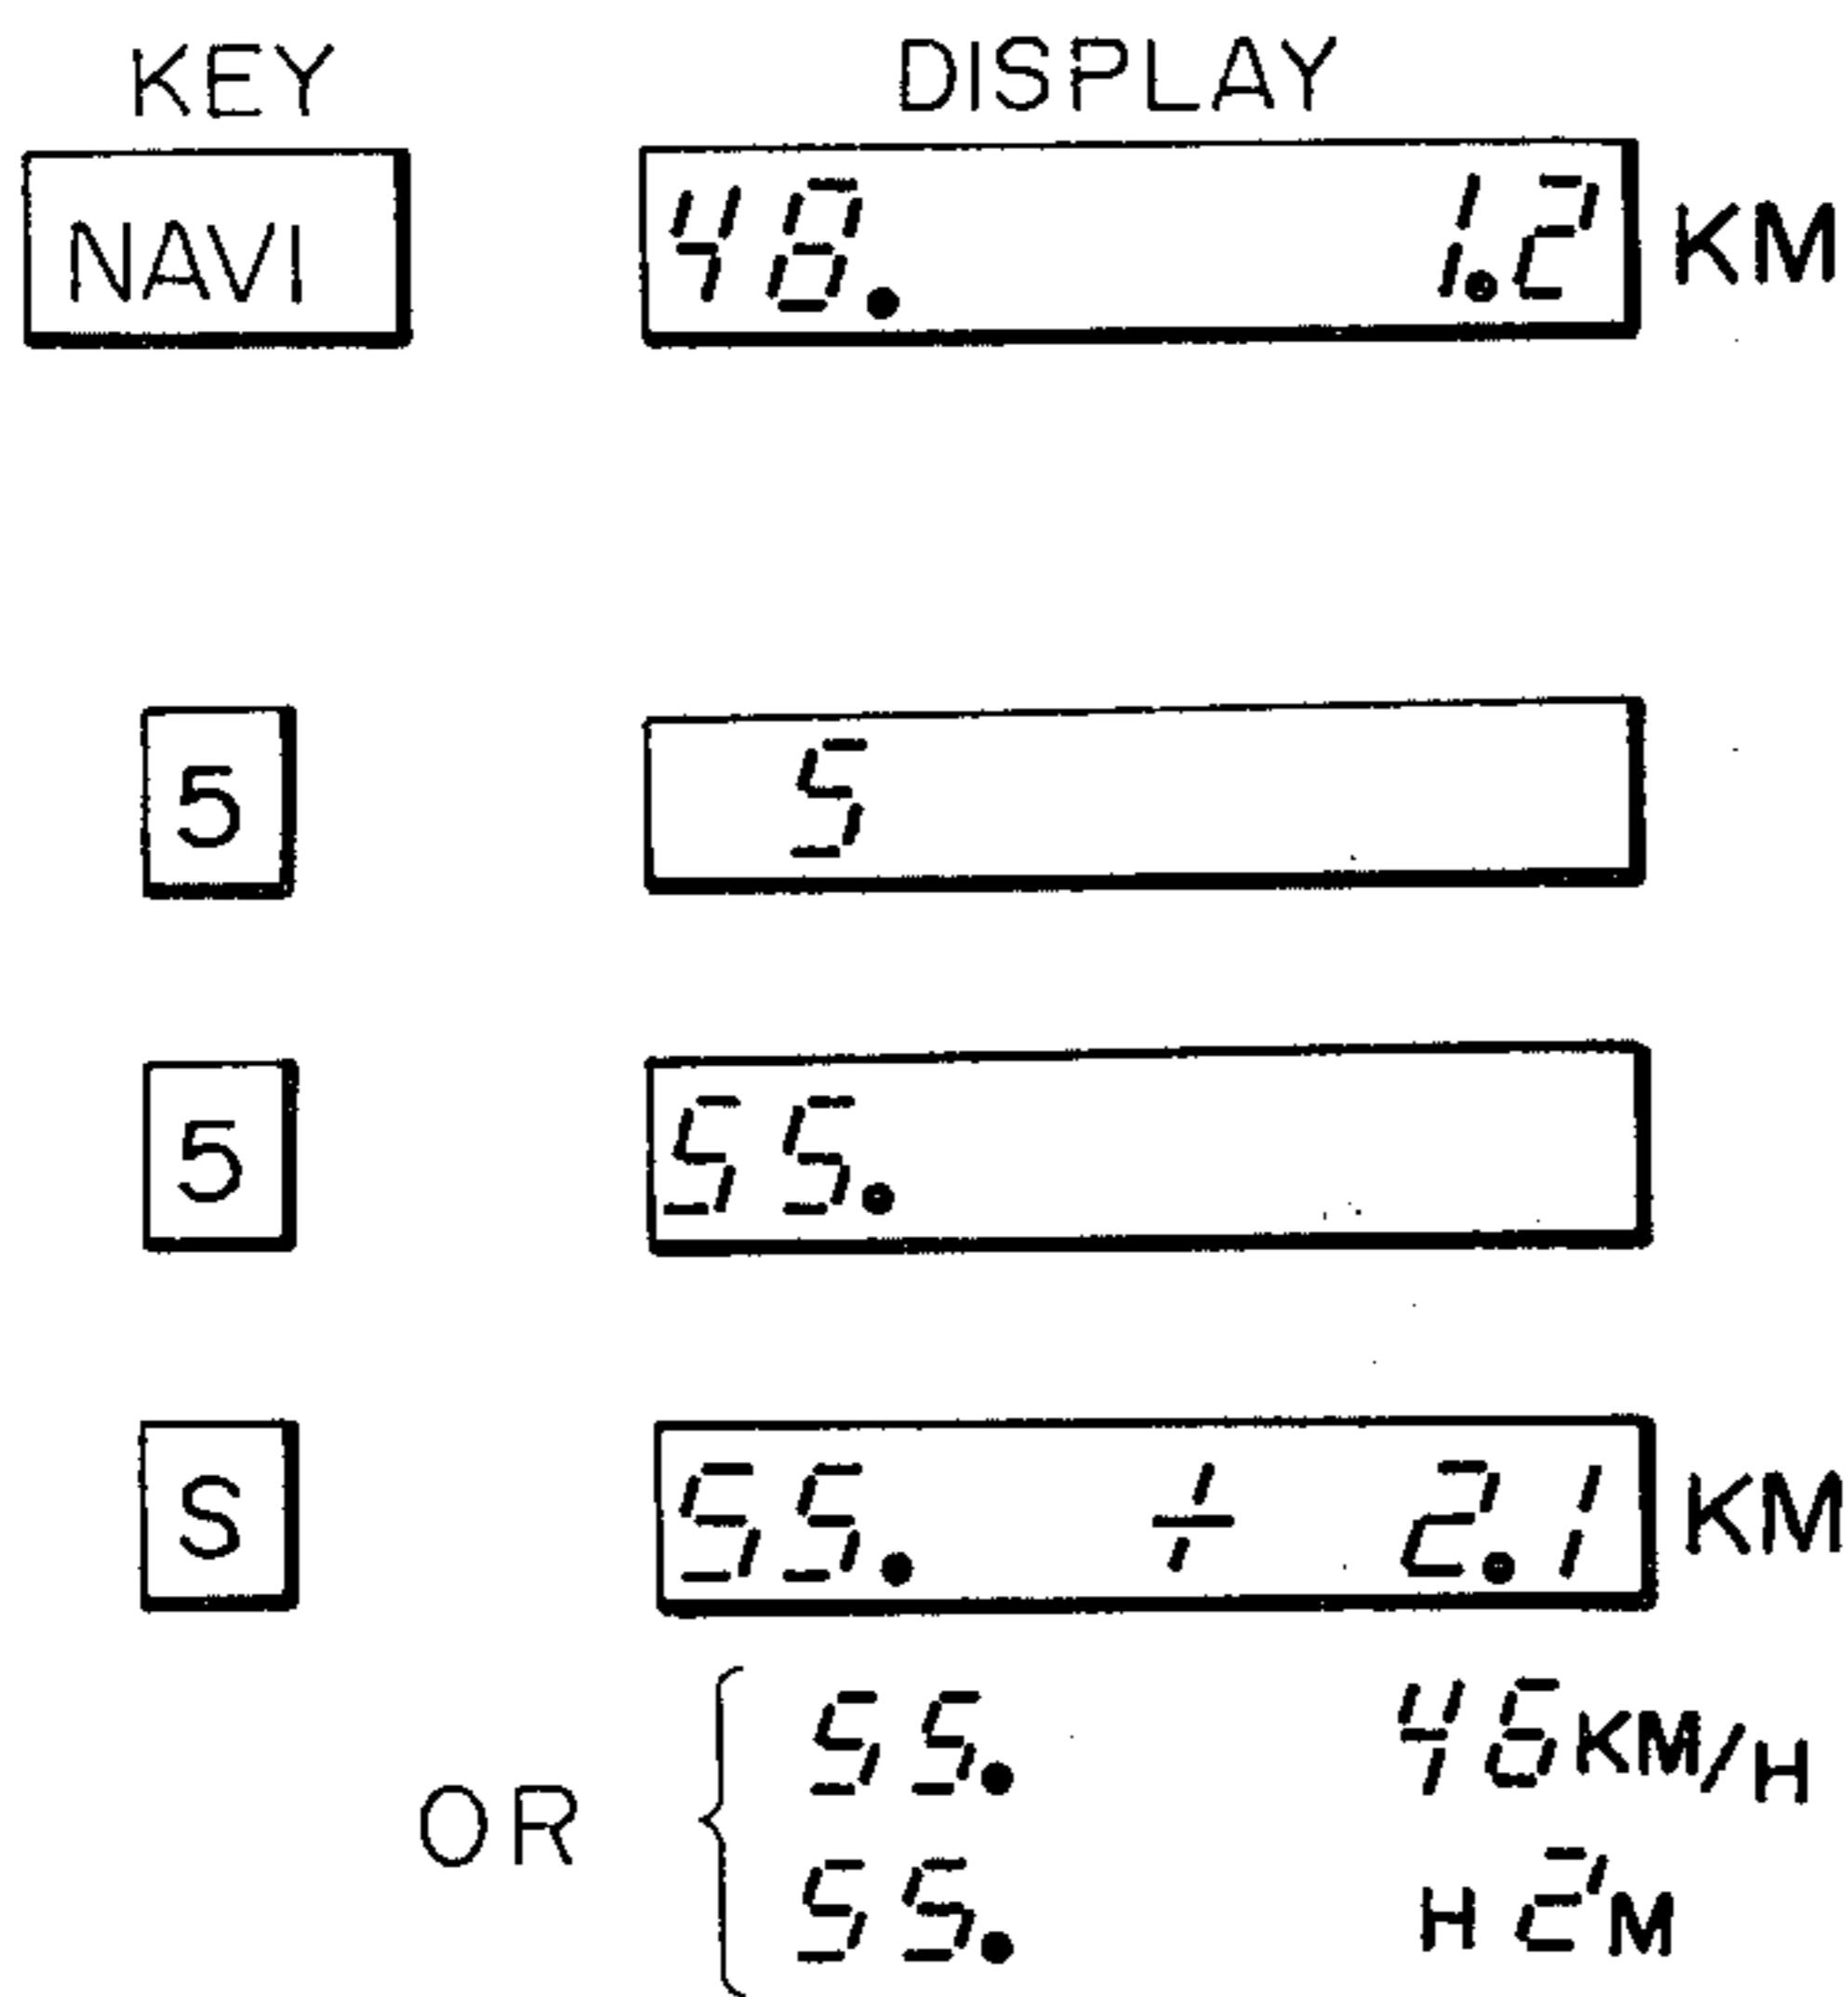 KEY DISPLAY
NAVI 48. 1.2 KM
5 5
5 55.
S 55. + 2.1 KM
OR 55. 46 KM/H
55. H 2 M